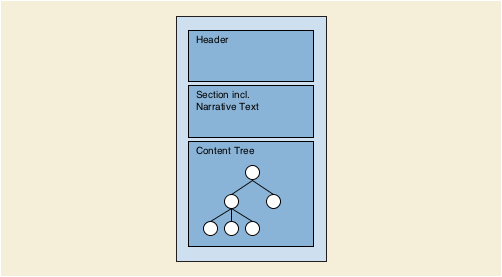 Header
Section incl.
Narrative Text
Content Tree